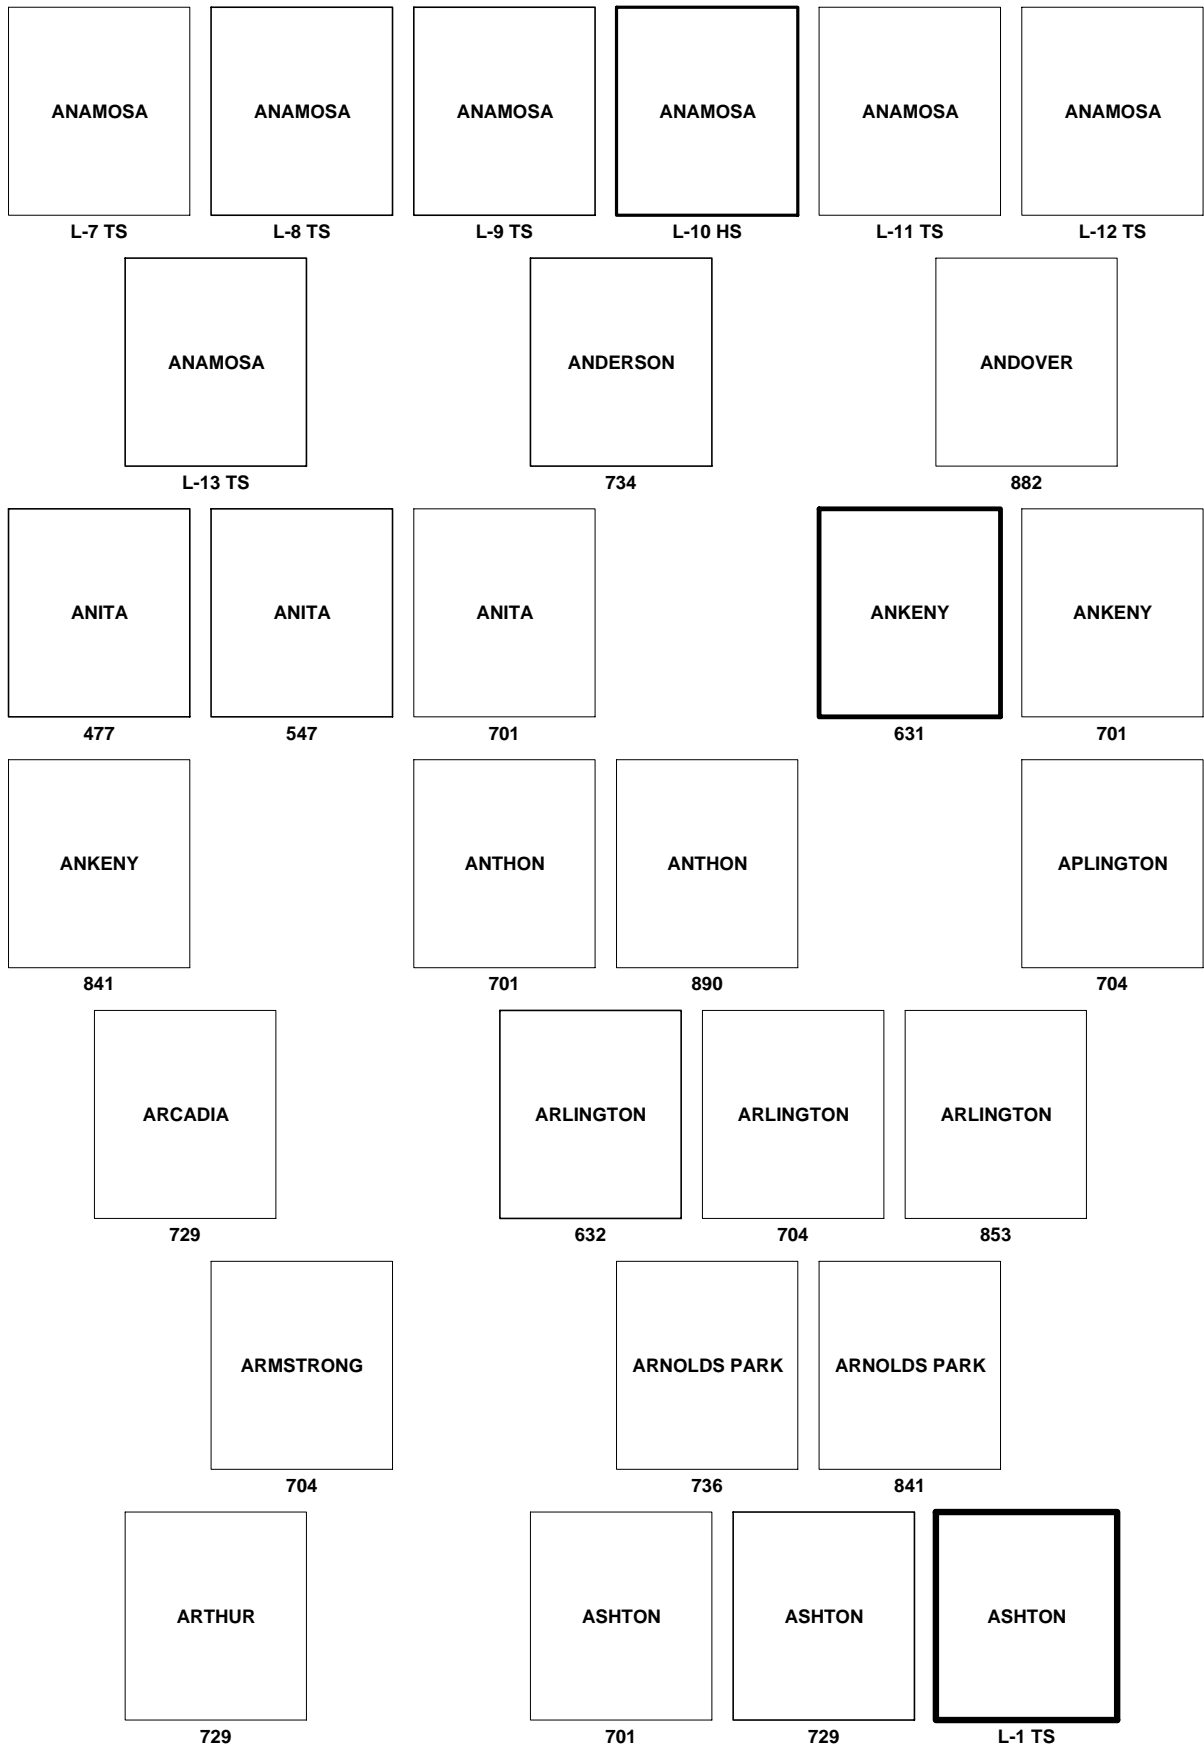 ANAMOSA ANAMOSA ANAMOSA ANAMOSA ANAMOSA ANAMOSA
L-7 TS L-8 TS L-9 TS L-10 HS L-11 TS L-12 TS
ANAMOSA ANDERSON ANDOVER
L-13 TS 734 882
ANITA ANITA ANITA ANKENY ANKENY
477 547 701 631 701
ANKENY ANTHON ANTHON APLINGTON
841 701 890 704
ARCADIA ARLINGTON ARLINGTON ARLINGTON
729 632 704 853
ARMSTRONG ARNOLDS PARK ARNOLDS PARK
704 736 841
ARTHUR ASHTON ASHTON ASHTON
729 701 729 L-1 TS